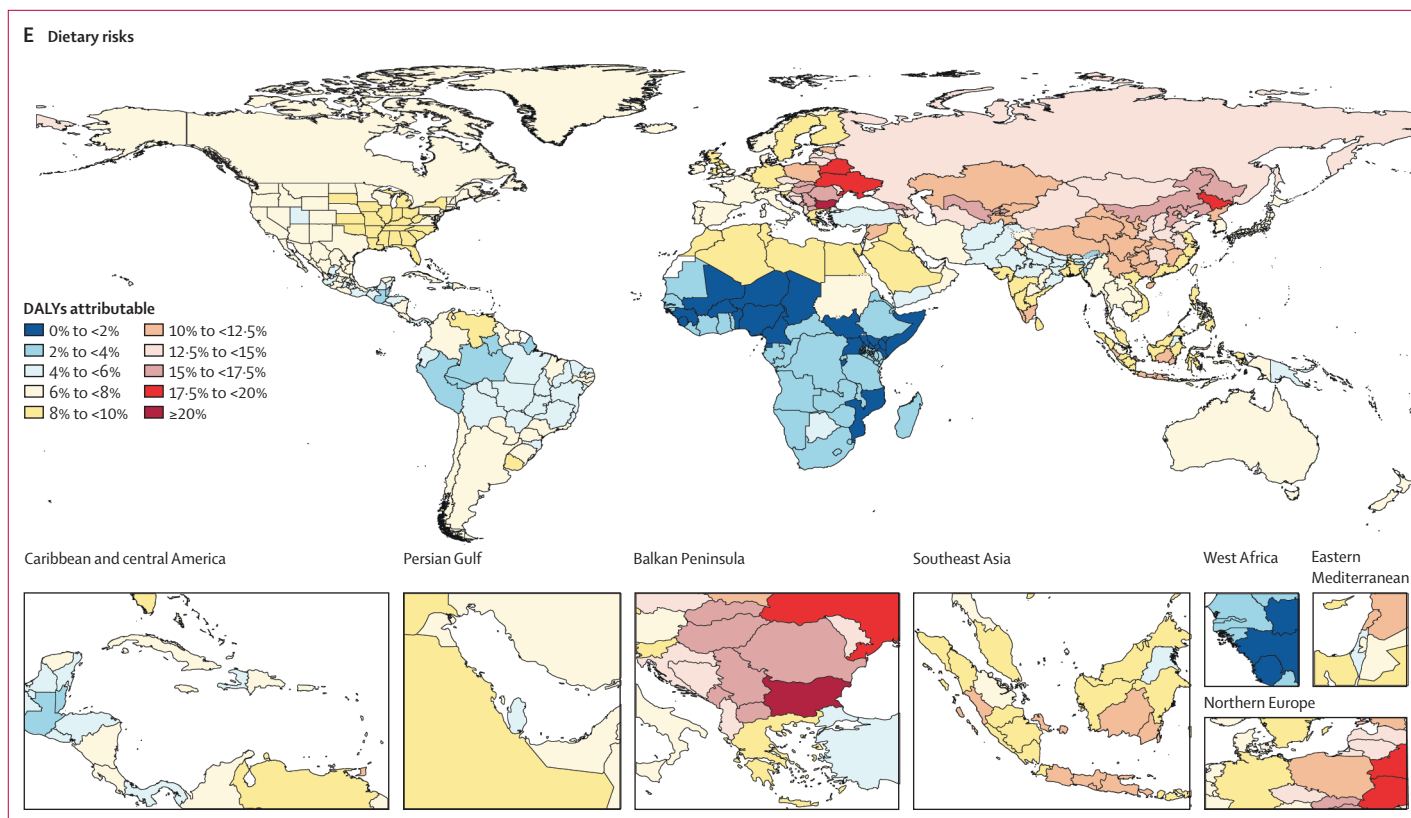 E Dietary risks
DALYs attributable
0% to <2%
2% to <4%
4% to <6%
6% to <8%
8% to <10%
10% to <12·5%
12·5% to <15%
15% to <17·5%
17·5% to <20%
≥20%
Caribbean and central America
Persian Gulf
Balkan Peninsula
Southeast Asia
West Africa
Eastern
Mediterranean
Northern Europe